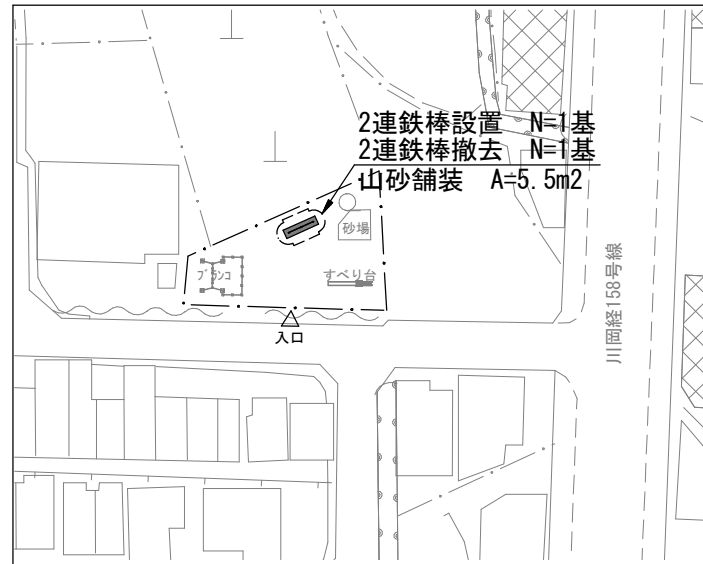 2連鉄棒設置 N=1基
2連鉄棒撤去 N=1基
山砂舗装 A=5.5m2
砂場
ブランコ
すべり台
入口
川岡経158号線